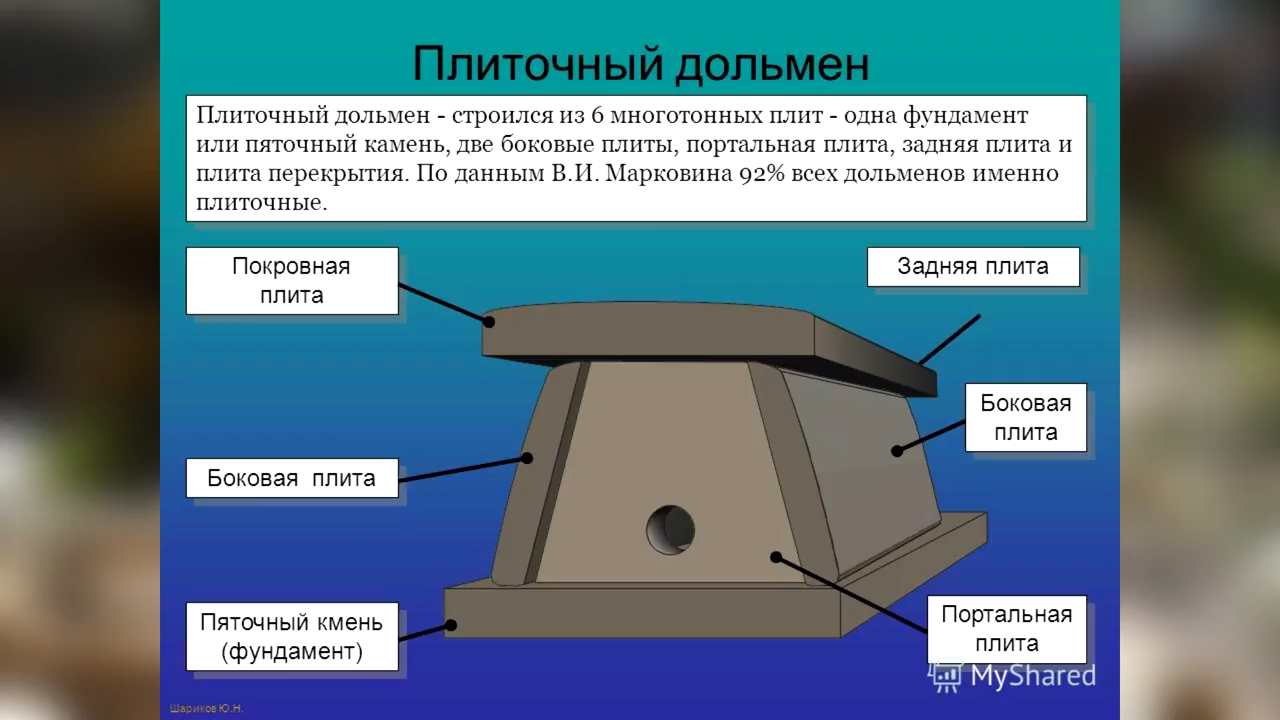 Плиточный дольмен
Плиточный дольмен - строился из 6 многотонных плит - одна фундамент
или пяточный камень, две боковые плиты, портальная плита, задняя плита и
плита перекрытия. По данным В.И. Марковина 92% всех дольменов именно
плиточные.
Покровная
плита
Задняя плита
Боковая
плита
Боковая плита
Пяточный кмень
(фундамент)
Портальная
плита
MyShared
Шариков Ю.Н.